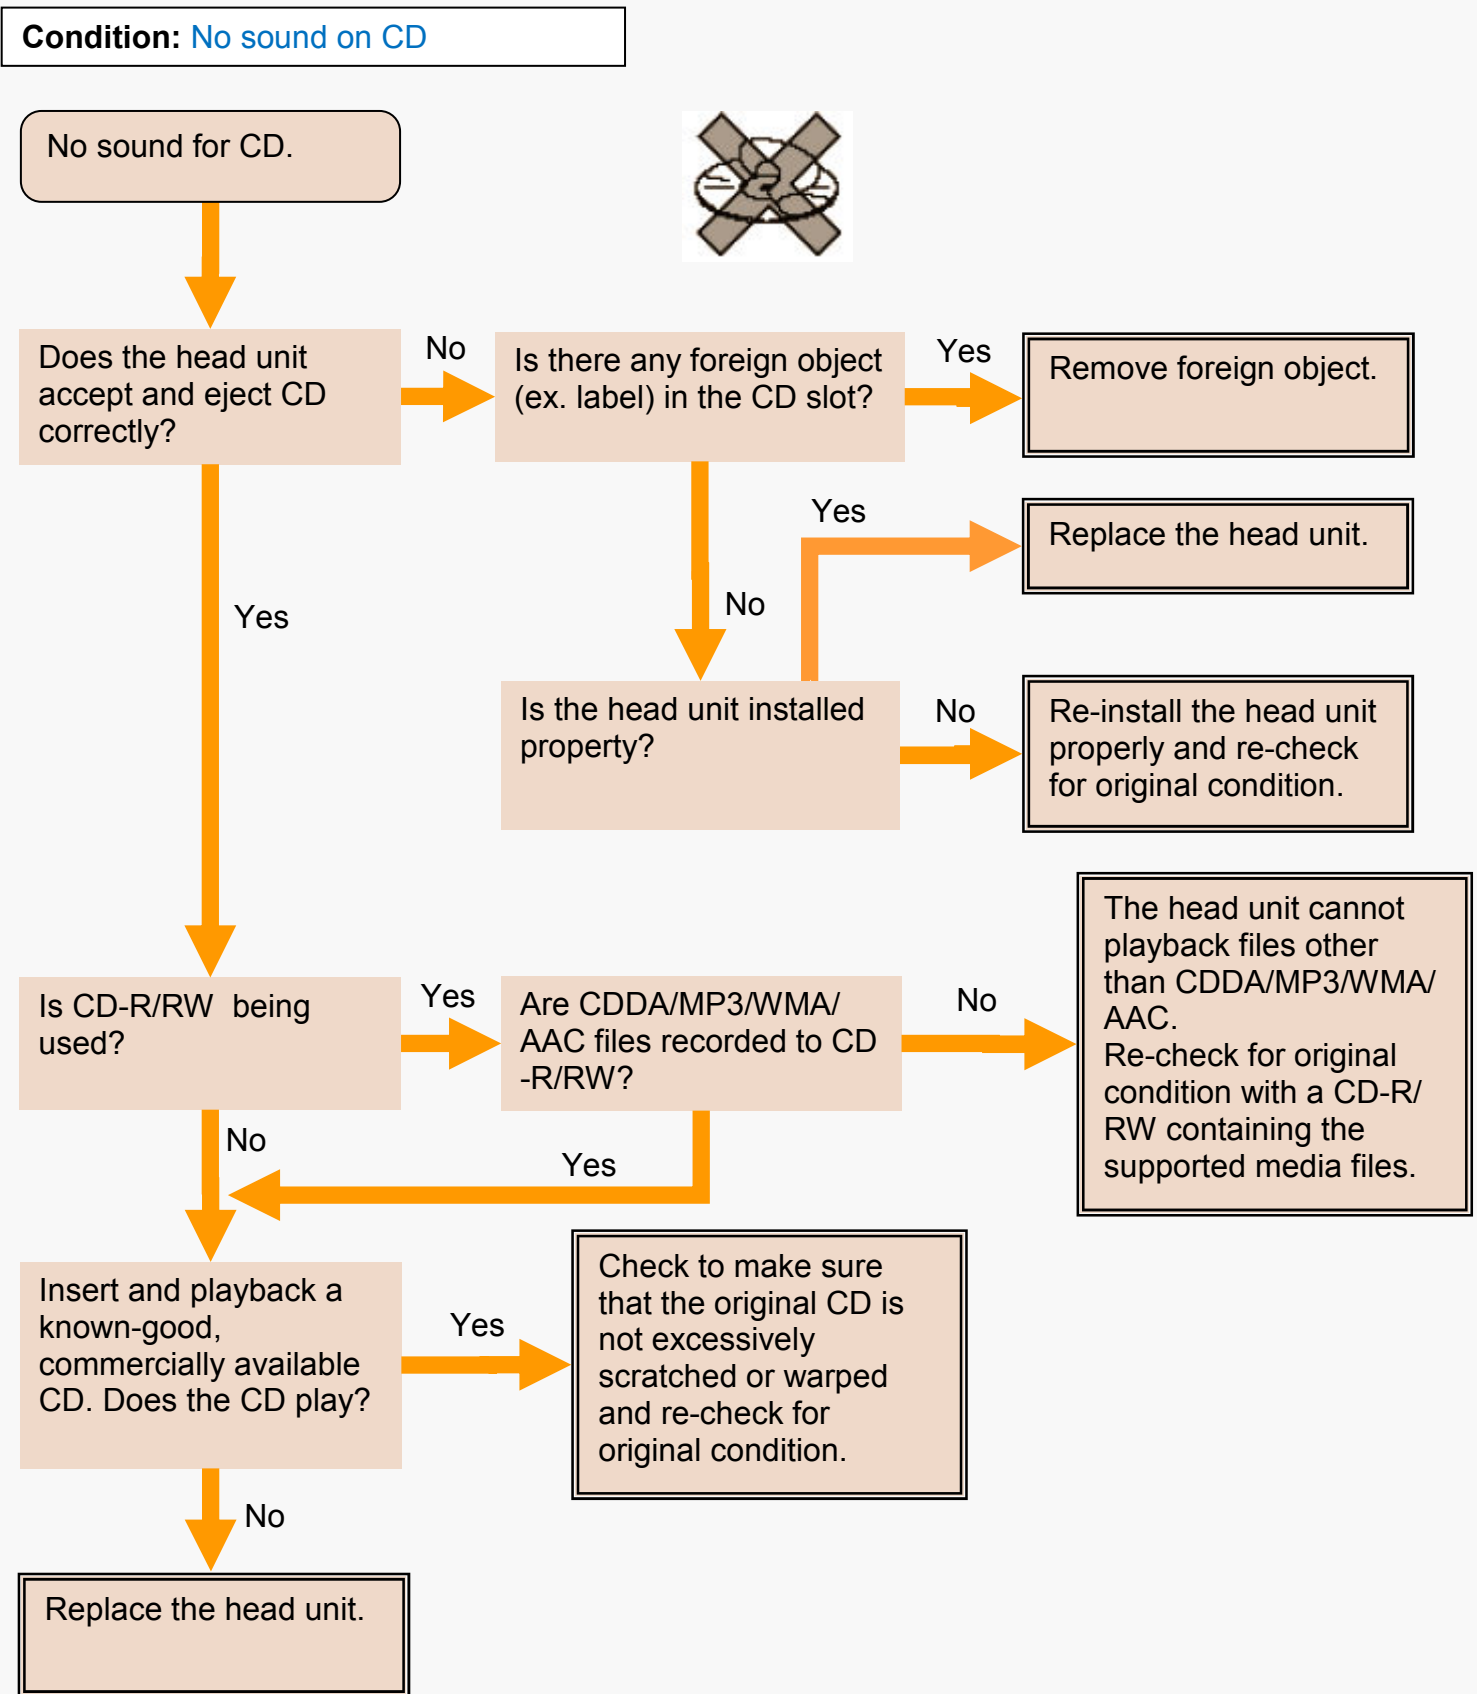 Condition: No sound on CD
No sound for CD.
Does the head unit
accept and eject CD
correctly?
No
Is there any foreign object
(ex. label) in the CD slot?
Yes
Remove foreign object.
Yes
Replace the head unit.
No
Yes
Is the head unit installed
property?
No
Re-install the head unit
properly and re-check
for original condition.
Is CD-R/RW being
used?
Yes
Are CDDA/MP3/WMA/
AAC files recorded to CD
-R/RW?
No
The head unit cannot
playback files other
than CDDA/MP3/WMA/
AAC.
Re-check for original
condition with a CD-R/
RW containing the
supported media files.
No
Yes
Insert and playback a
known-good,
commercially available
CD. Does the CD play?
Yes
Check to make sure
that the original CD is
not excessively
scratched or warped
and re-check for
original condition.
No
Replace the head unit.